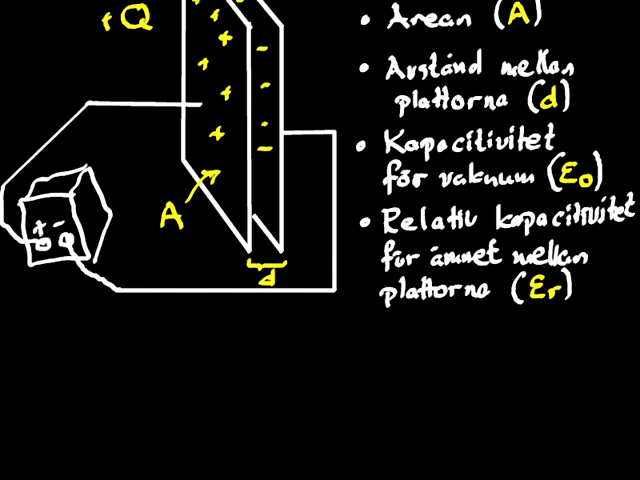 +Q
• Arean (A)
• Avstånd mellan
plattorna (d)
• Kapacitivitet
för vakuum (ε₀)
• Relativ kapacitivitet
för ämnet mellan
plattorna (εr)
A
d
+ -